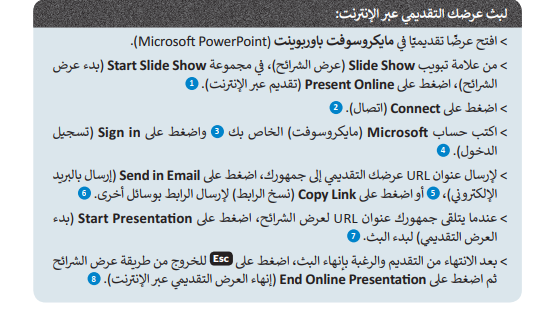 لبث عرضك التقديمي عبر الإنترنت:
> افتح عرضًا تقديميًا في مايكروسوفت باوربوينت (Microsoft PowerPoint).
> من علامة تبويب Slide Show (عرض الشرائح)، في مجموعة Start Slide Show (بدء عرض
الشرائح)، اضغط على Present Online (تقديم عبر الإنترنت). 1
> اضغط على Connect (اتصال). 2
> اكتب حساب Microsoft (مايكروسوفت) الخاص بك 3 واضغط على Sign in (تسجيل
الدخول). 4
> لإرسال عنوان URL عرضك التقديمي إلى جمهورك، اضغط على Send in Email (إرسال بالبريد
الإلكتروني)، 5 أو اضغط على Copy Link (نسخ الرابط) لإرسال الرابط بوسائل أخرى. 6
> عندما يتلقى جمهورك عنوان URL لعرض الشرائح، اضغط على Start Presentation (بدء
العرض التقديمي) لبدء البث. 7
> بعد الانتهاء من التقديم والرغبة بإنهاء البث، اضغط على Esc للخروج من طريقة عرض الشرائح
ثم اضغط على End Online Presentation (إنهاء العرض التقديمي عبر الإنترنت). 8